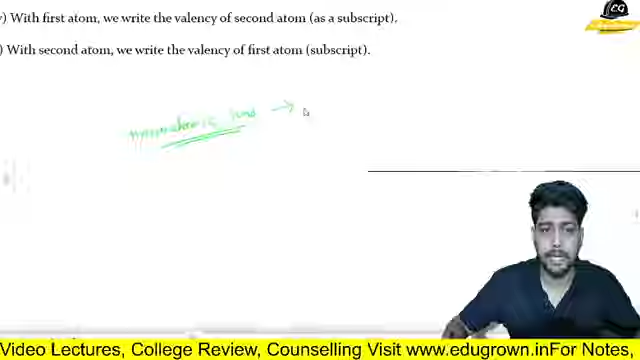 ) With first atom, we write the valency of second atom (as a subscript).
) With second atom, we write the valency of first atom (subscript).
EG
Video Lectures, College Review, Counselling Visit www.edugrown.inFor Notes,